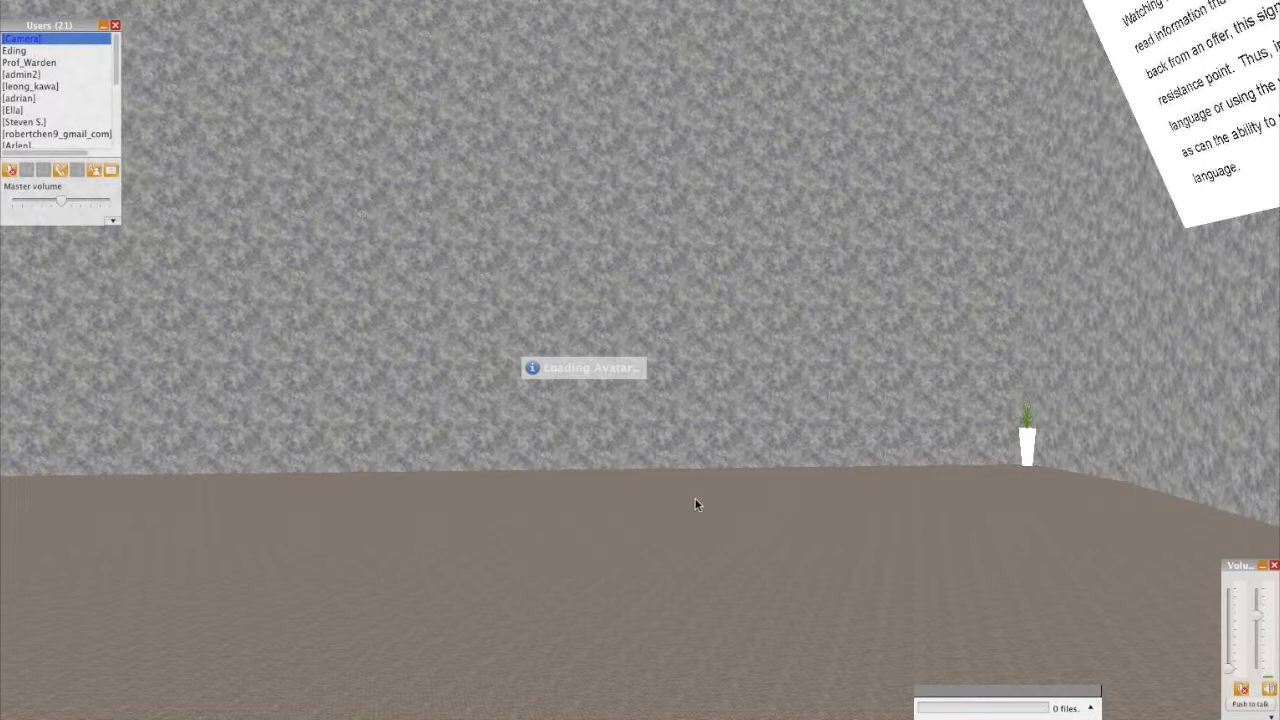 Users (21)
[Camera]
Eding
Prof_Warden
[admin2]
[leong_kawa]
[adrian]
[Ella]
[Steven S.]
[robertchen9_gmail_com]
[Arlen]
Master volume
Watching
read information
back from an offer, this sign
resistance point. Thus,
language or using the
as can the ability to
language.
Loading Avatar...
Volu...
Push to talk
0 files.